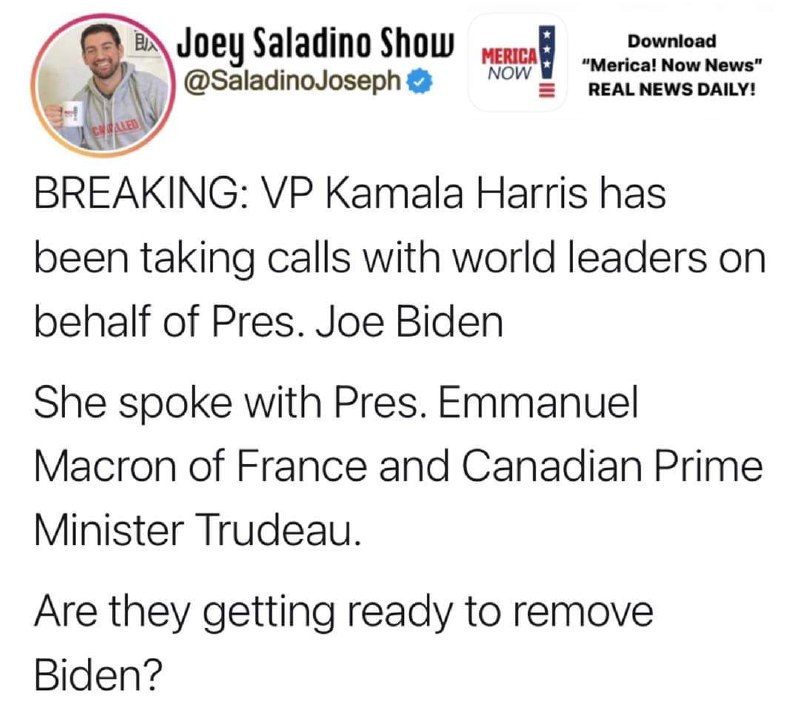 Joey Saladino Show
@SaladinoJoseph
MERICA
NOW
Download
"Merica! Now News"
REAL NEWS DAILY!
BREAKING: VP Kamala Harris has
been taking calls with world leaders on
behalf of Pres. Joe Biden
She spoke with Pres. Emmanuel
Macron of France and Canadian Prime
Minister Trudeau.
Are they getting ready to remove
Biden?